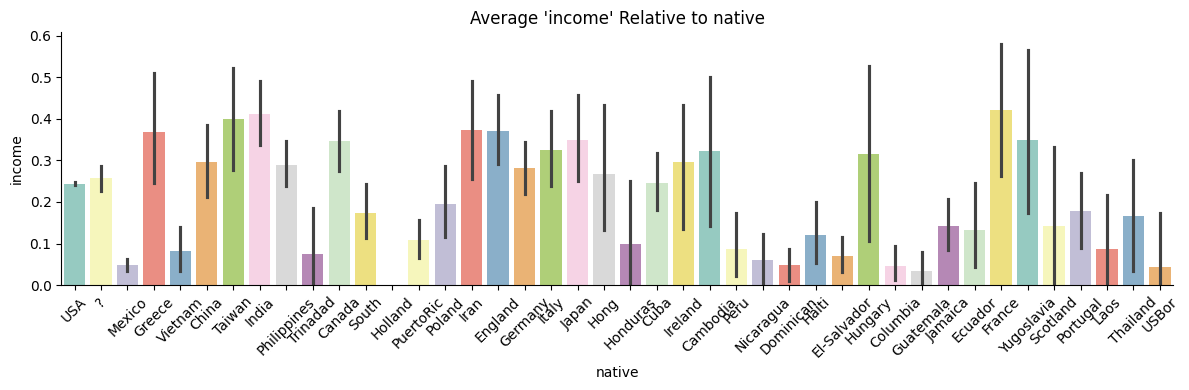 Average 'income' Relative to native
0.6
0.5
0.4
0.3
0.2
0.1
0.0
income
USA
?
Mexico
Greece
Vietnam
China
Taiwan
India
Philippines
Trinadad
Canada
South
Holland
PuertoRic
Poland
Iran
England
Germany
Italy
Japan
Hong
Honduras
Cuba
Ireland
Cambodia
Peru
Nicaragua
Dominican
Haiti
El-Salvador
Hungary
Columbia
Guatemala
Jamaica
Ecuador
France
Yugoslavia
Scotland
Portugal
Laos
Thailand
USBor
native